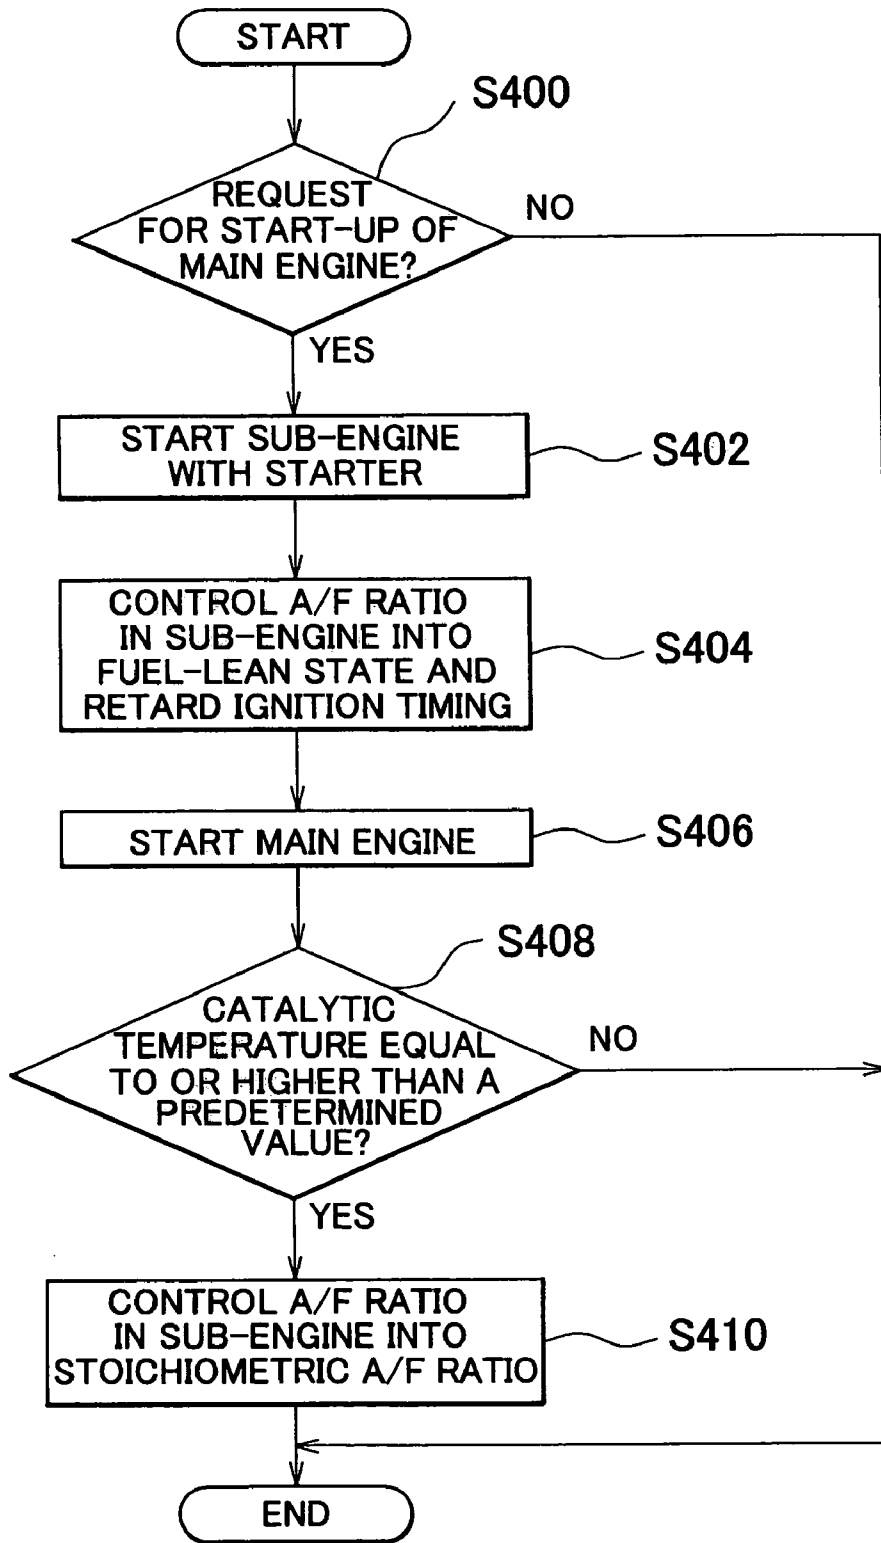 START
S400
REQUEST
FOR START-UP OF
MAIN ENGINE?
NO
YES
START SUB-ENGINE
WITH STARTER
S402
CONTROL A/F RATIO
IN SUB-ENGINE INTO
FUEL-LEAN STATE AND
RETARD IGNITION TIMING
S404
START MAIN ENGINE
S406
S408
CATALYTIC
TEMPERATURE EQUAL
TO OR HIGHER THAN A
PREDETERMINED
VALUE?
NO
YES
CONTROL A/F RATIO
IN SUB-ENGINE INTO
STOICHIOMETRIC A/F RATIO
S410
END